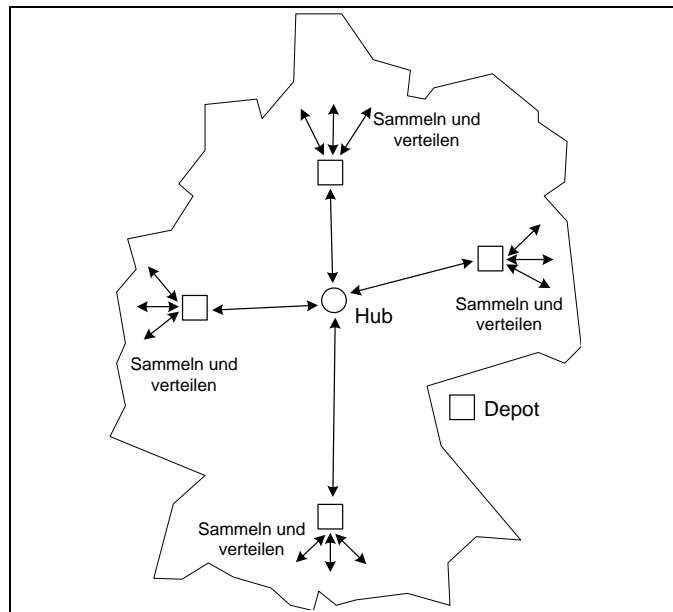 Sammeln und
verteilen
Sammeln und
verteilen
Hub
Sammeln und
verteilen
Depot
Sammeln und
verteilen